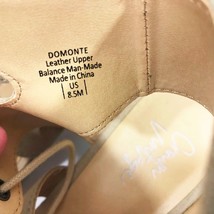 DOMONTE
Leather Upper
Balance Man-Made
Made in China
US
8.5M